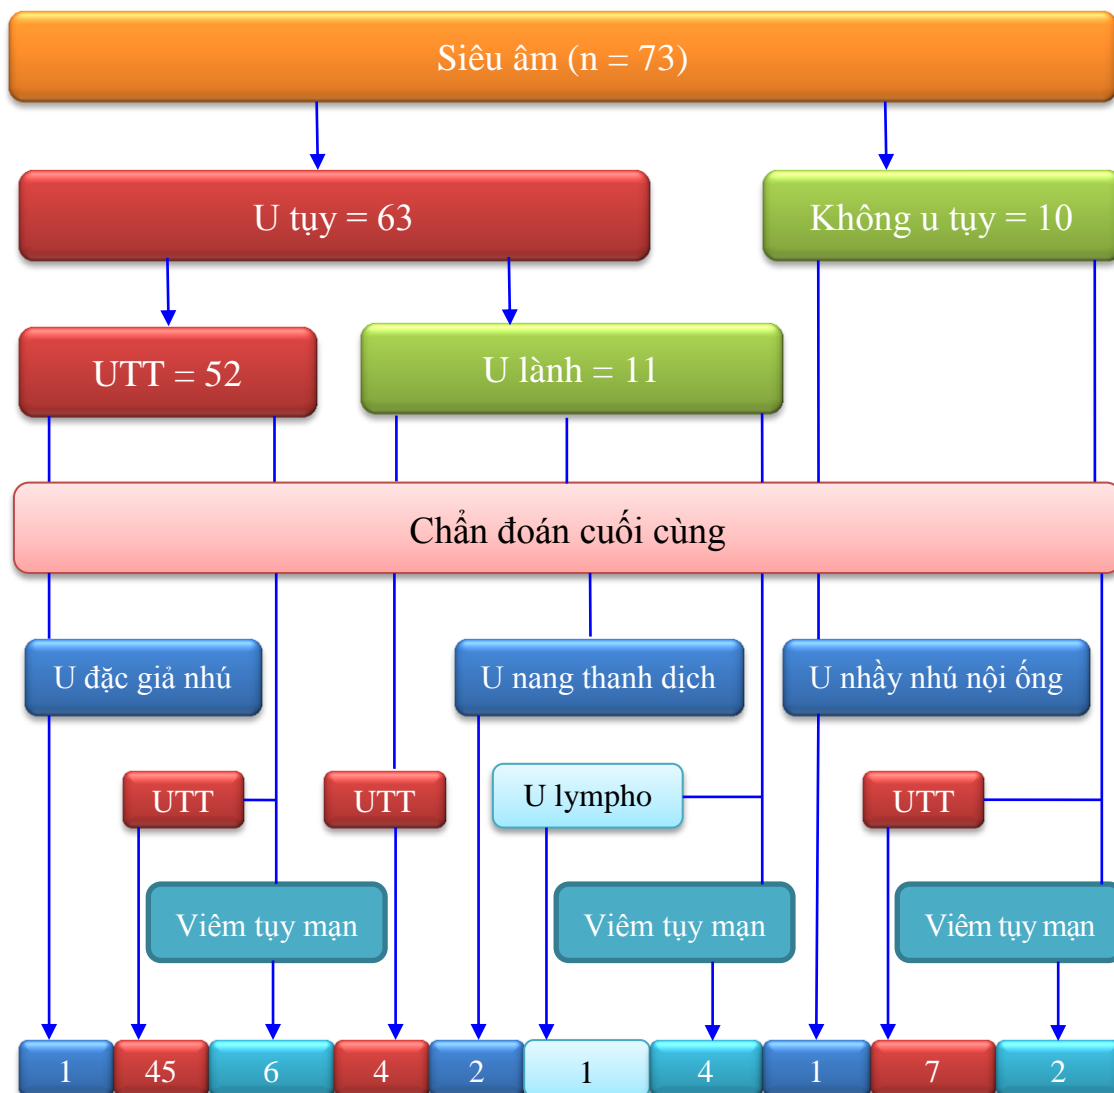 Siêu âm (n = 73)
U tụy = 63
Không u tụy = 10
UTT = 52
U lành = 11
Chẩn đoán cuối cùng
U đặc giả nhú
U nang thanh dịch
U nhầy nhú nội ống
UTT
UTT
U lympho
UTT
Viêm tụy mạn
Viêm tụy mạn
Viêm tụy mạn
1
45
6
4
2
1
4
1
7
2